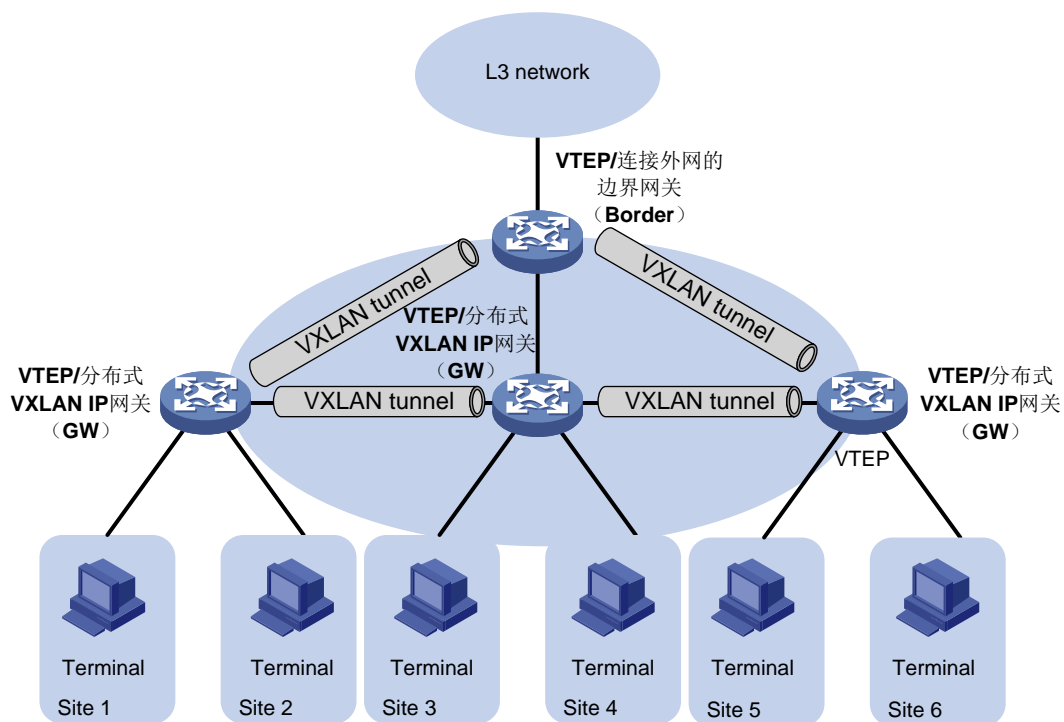 L3 network
VTEP/连接外网的
边界网关
（Border）
VXLAN tunnel
VXLAN tunnel
VTEP/分布式
VXLAN IP网关
（GW）
VTEP/分布式
VXLAN IP网关
（GW）
VXLAN tunnel
VXLAN tunnel
VTEP/分布式
VXLAN IP网关
（GW）
VTEP
Terminal
Site 1
Terminal
Site 2
Terminal
Site 3
Terminal
Site 4
Terminal
Site 5
Terminal
Site 6